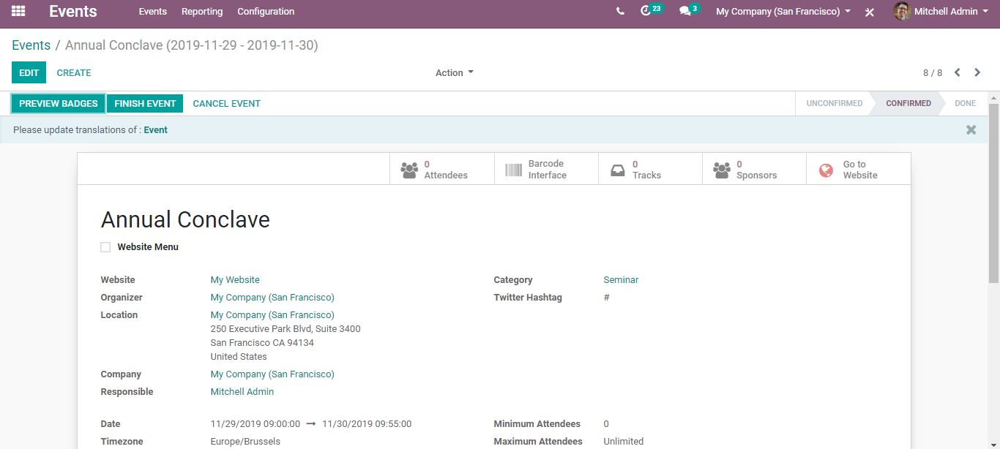 Events Events Reporting Configuration 23 3 My Company (San Francisco) Mitchell Admin
Events / Annual Conclave (2019-11-29 - 2019-11-30)
EDIT CREATE Action 8 / 8
PREVIEW BADGES FINISH EVENT CANCEL EVENT UNCONFIRMED CONFIRMED DONE
Please update translations of : Event
0
Attendees
Barcode
Interface
0
Tracks
0
Sponsors
Go to
Website
Annual Conclave
Website Menu
Website My Website
Organizer My Company (San Francisco)
Location My Company (San Francisco)
250 Executive Park Blvd, Suite 3400
San Francisco CA 94134
United States
Company My Company (San Francisco)
Responsible Mitchell Admin
Category Seminar
Twitter Hashtag #
Date 11/29/2019 09:00:00 → 11/30/2019 09:55:00
Timezone Europe/Brussels
Minimum Attendees 0
Maximum Attendees Unlimited